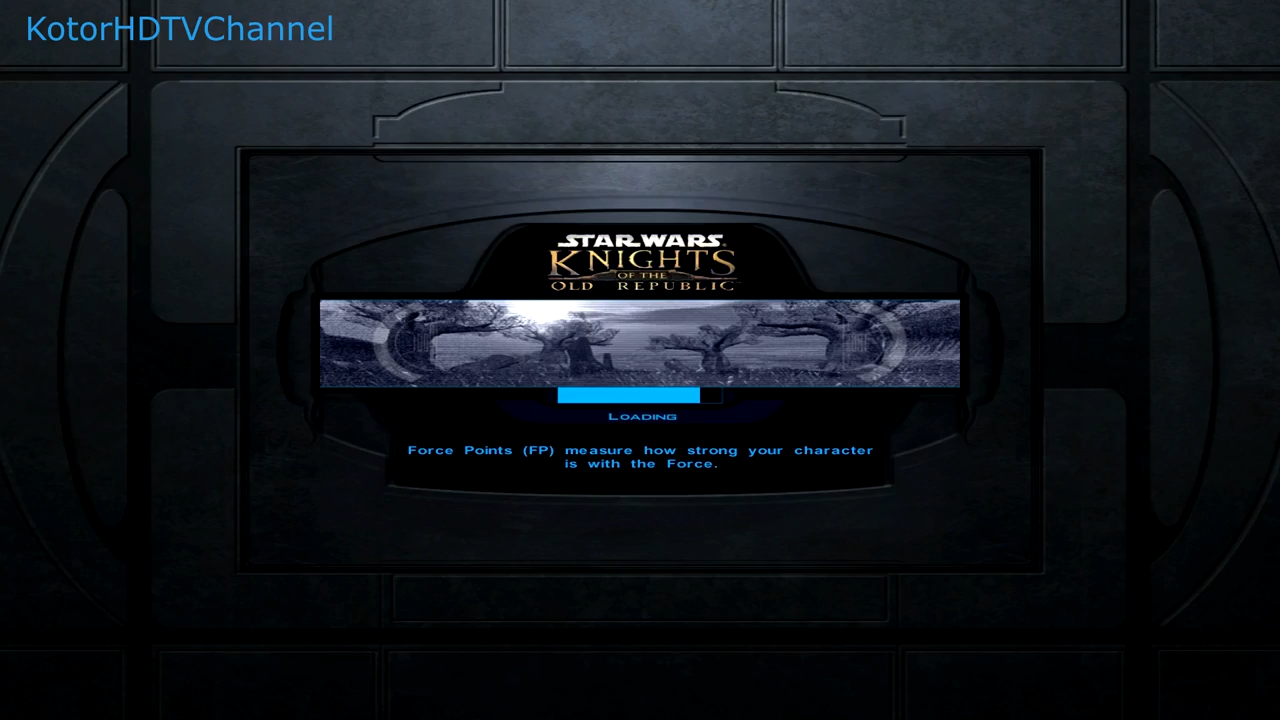 KotorHDTVChannel
STAR WARS
KNIGHTS
OF THE
OLD REPUBLIC
LOADING
Force Points (FP) measure how strong your character
is with the Force.